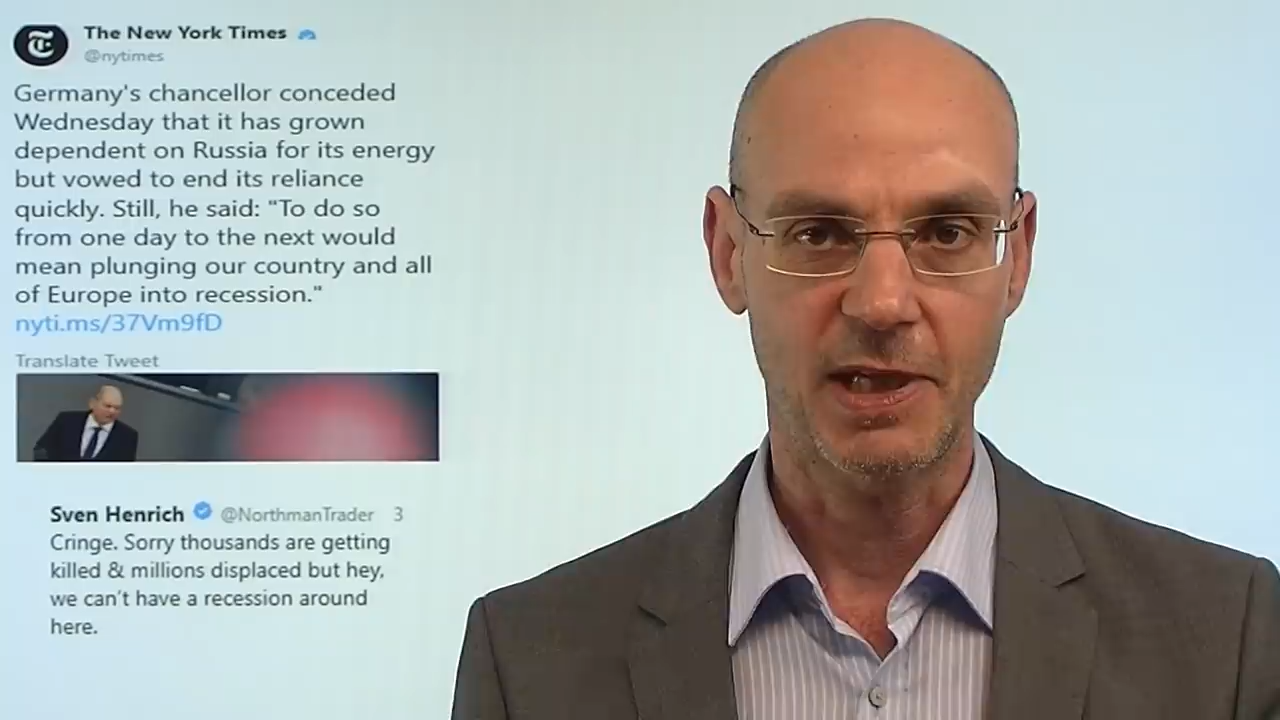 The New York Times
@nytimes
Germany's chancellor conceded
Wednesday that it has grown
dependent on Russia for its energy
but vowed to end its reliance
quickly. Still, he said: "To do so
from one day to the next would
mean plunging our country and all
of Europe into recession."
nyti.ms/37Vm9fD
Translate Tweet
Sven Henrich @NorthmanTrader 3
Cringe. Sorry thousands are getting
killed & millions displaced but hey,
we can't have a recession around
here.